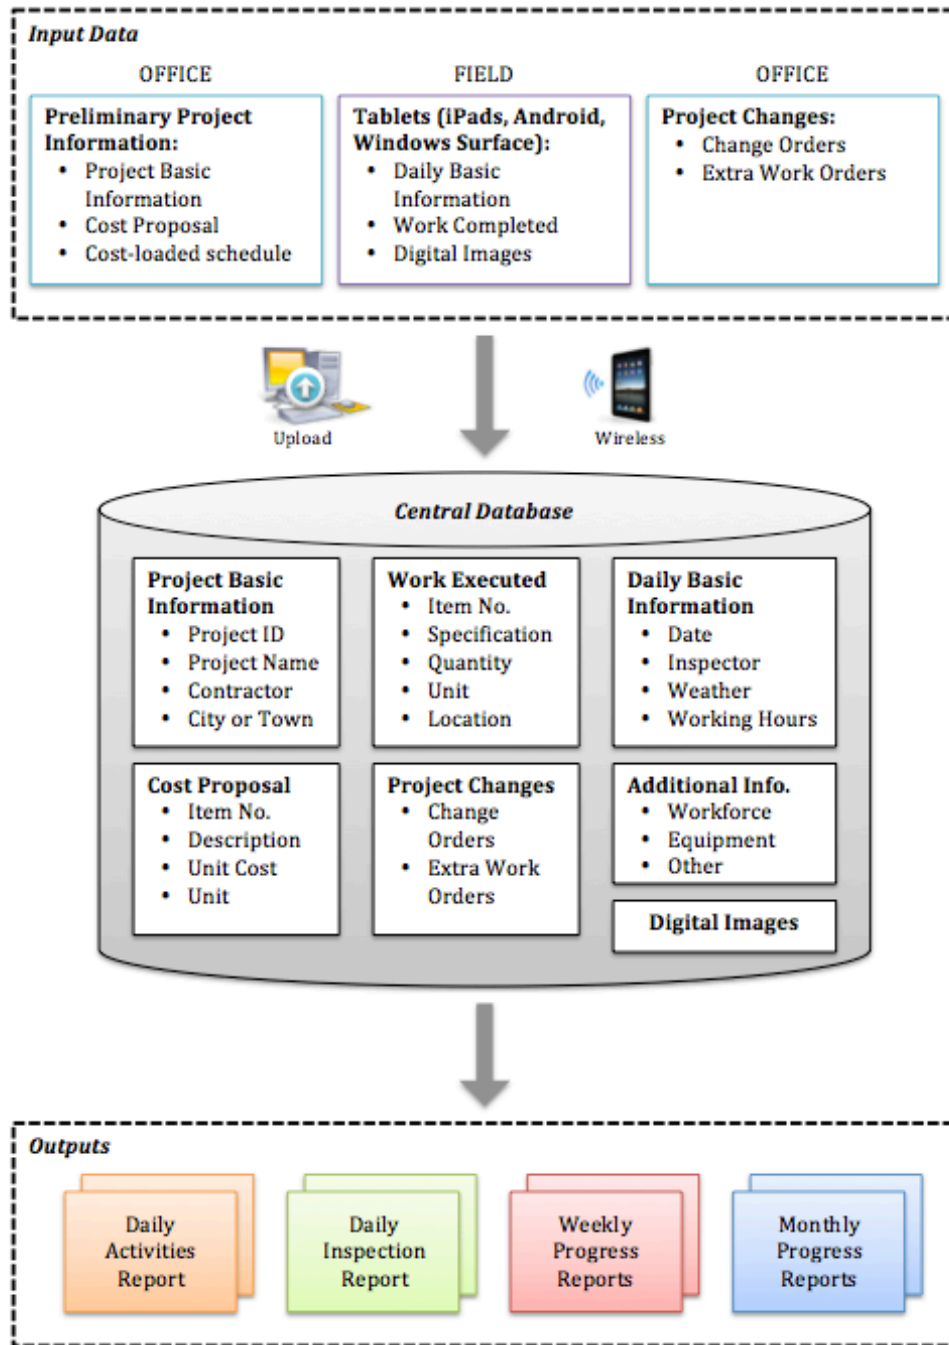 Input Data
OFFICE
Preliminary Project
Information:
• Project Basic
Information
• Cost Proposal
• Cost-loaded schedule
FIELD
Tablets (iPads, Android,
Windows Surface):
• Daily Basic
Information
• Work Completed
• Digital Images
OFFICE
Project Changes:
• Change Orders
• Extra Work Orders
Upload
Wireless
Central Database
Project Basic
Information
• Project ID
• Project Name
• Contractor
• City or Town
Work Executed
• Item No.
• Specification
• Quantity
• Unit
• Location
Daily Basic
Information
• Date
• Inspector
• Weather
• Working Hours
Cost Proposal
• Item No.
• Description
• Unit Cost
• Unit
Project Changes
• Change
Orders
• Extra Work
Orders
Additional Info.
• Workforce
• Equipment
• Other
Digital Images
Outputs
Daily
Activities
Report
Daily
Inspection
Report
Weekly
Progress
Reports
Monthly
Progress
Reports